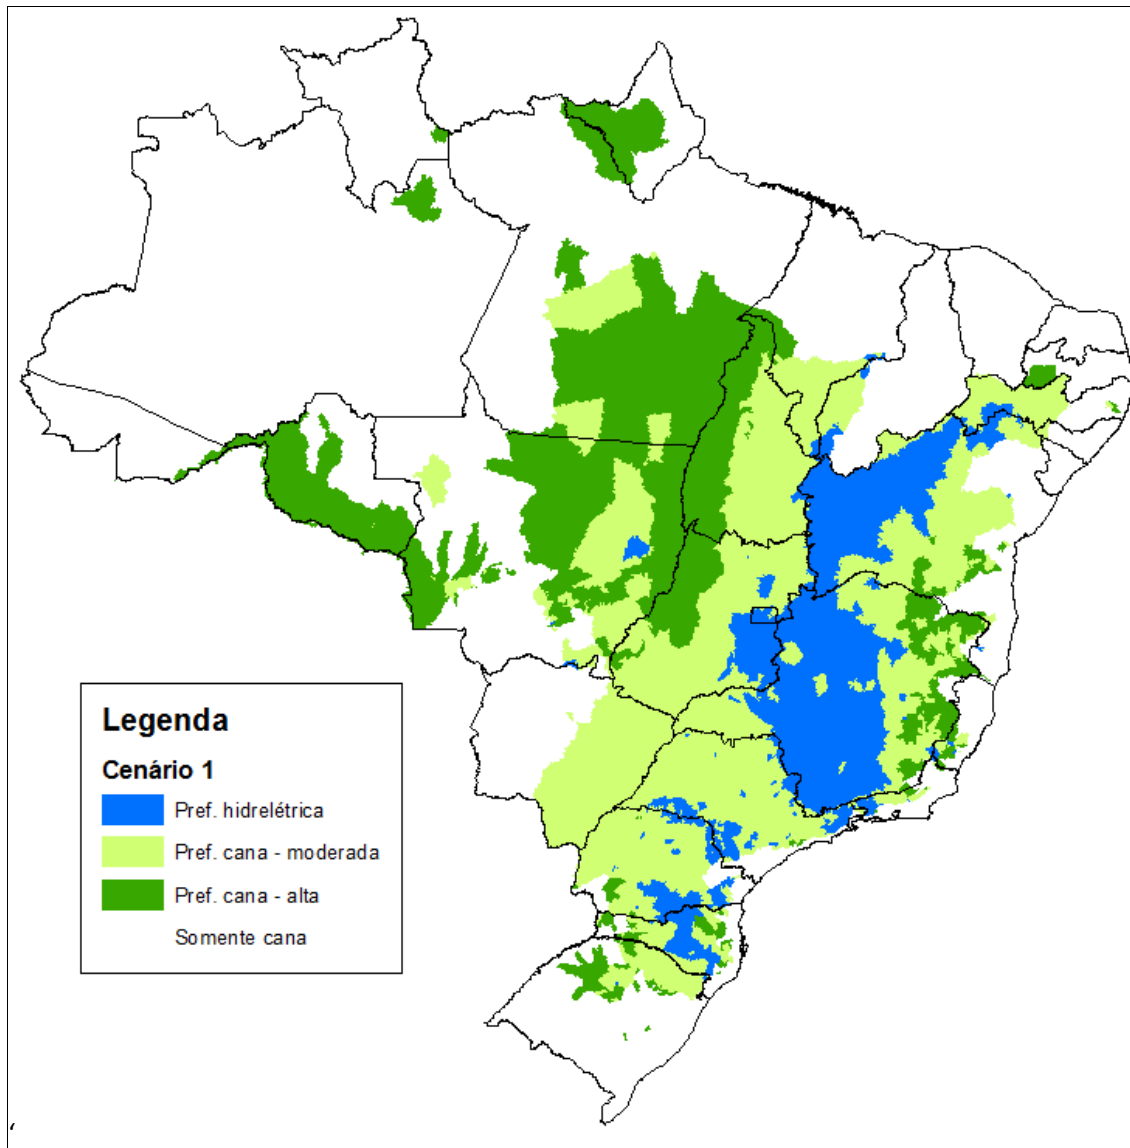 Legenda
Cenário 1
Pref. hidrelétrica
Pref. cana - moderada
Pref. cana - alta
Somente cana